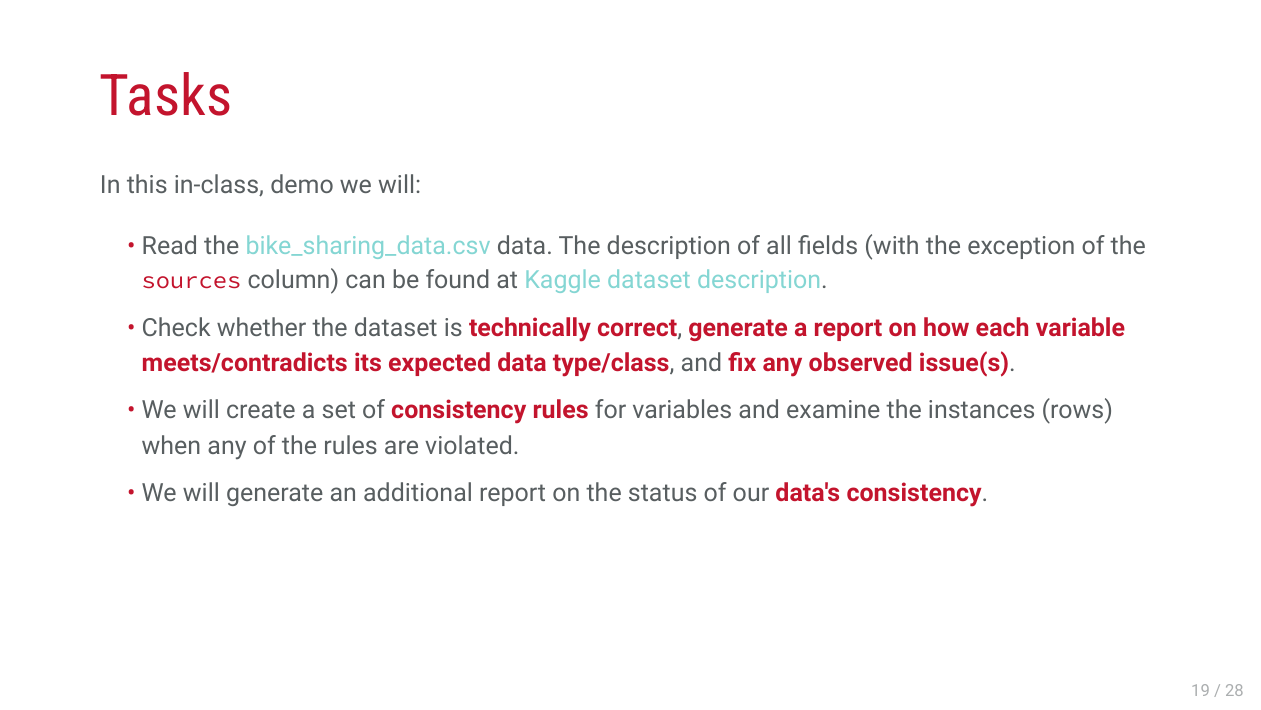 Tasks
In this in-class, demo we will:
• Read the bike_sharing_data.csv data. The description of all fields (with the exception of the
sources column) can be found at Kaggle dataset description.
• Check whether the dataset is technically correct, generate a report on how each variable
meets/contradicts its expected data type/class, and fix any observed issue(s).
• We will create a set of consistency rules for variables and examine the instances (rows)
when any of the rules are violated.
• We will generate an additional report on the status of our data's consistency.
19 / 28